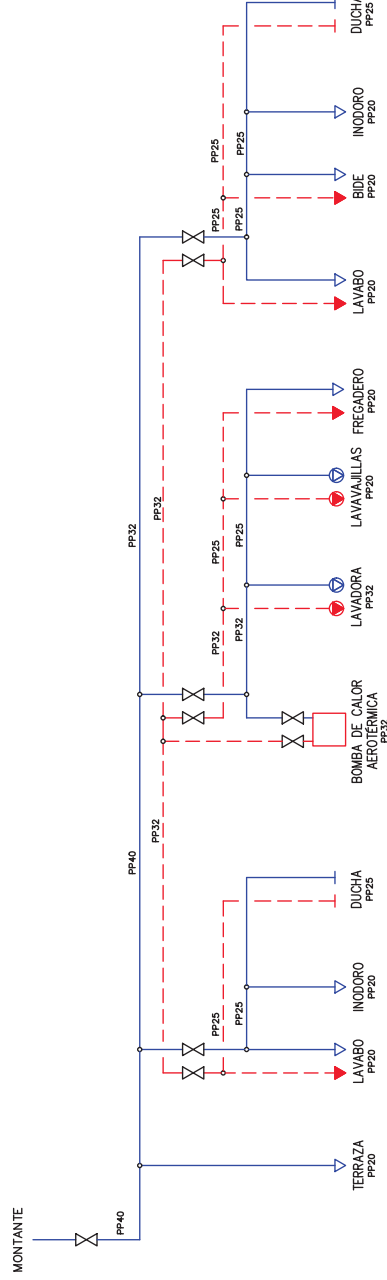 MONTANTE
PP40
TERRAZA
PP20
LAVABO
PP20
INODORO
PP20
DUCHA
PP25
PP25
PP25
PP40
PP32
BOMBA DE CALOR
AEROTÉRMICA
PP32
LAVADORA
PP32
LAVAVAJILLAS
PP20
FREGADERO
PP20
PP32
PP32
PP25
PP25
PP32
PP32
LAVABO
PP20
BIDE
PP20
INODORO
PP20
DUCHA
PP25
PP25
PP25
PP25
PP25